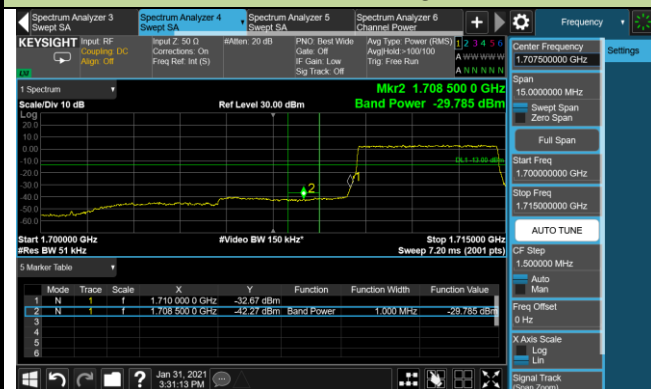 Spectrum Analyzer 3
Swept SA
Spectrum Analyzer 4
Swept SA
Spectrum Analyzer 5
Swept SA
Spectrum Analyzer 6
Channel Power
Frequency
KEYSIGHT
Input: RF
Coupling: DC
Align: Off
Input Z: 50 Ω
Corrections: On
Freq Ref: Int (S)
#Atten: 20 dB
PNO: Best Wide
Gate: Off
IF Gain: Low
Sig Track: Off
Avg Type: Power (RMS)
Avg|Hold:>100/100
Trig: Free Run
1 2 3 4 5 6
A W W W W W
A N N N N N
1 Spectrum
Scale/Div 10 dB
Ref Level 30.00 dBm
Mkr2 1.708 500 0 GHz
Band Power -29.785 dBm
Log
20.0
10.0
0.00
-10.0
-20.0
-30.0
-40.0
-50.0
-60.0
DL1 -13.00 dBm
1
2
Start 1.700000 GHz
#Video BW 150 kHz*
Stop 1.715000 GHz
#Res BW 51 kHz
Sweep 7.20 ms (2001 pts)
5 Marker Table
Mode Trace Scale X Y Function Function Width Function Value
1 N 1 f 1.710 000 0 GHz -32.67 dBm
2 N 1 f 1.708 500 0 GHz -42.27 dBm Band Power 1.000 MHz -29.785 dBm
3
4
5
6
Jan 31, 2021
3:31:13 PM
Center Frequency
1.707500000 GHz
Settings
Span
15.0000000 MHz
Swept Span
Zero Span
Full Span
Start Freq
1.700000000 GHz
Stop Freq
1.715000000 GHz
AUTO TUNE
CF Step
1.500000 MHz
Auto
Man
Freq Offset
0 Hz
X Axis Scale
Log
Lin
Signal Track
(Span Zoom)